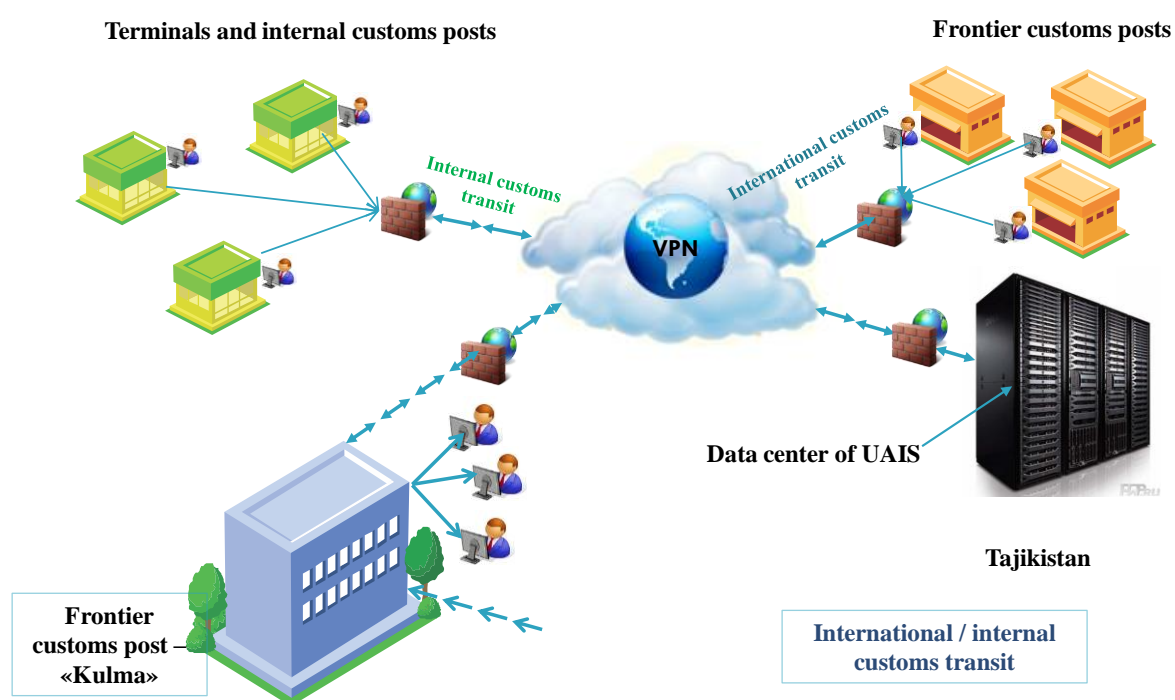 Terminals and internal customs posts
Frontier customs posts
Internal customs
transit
International customs
transit
VPN
Data center of UAIS
Tajikistan
Frontier
customs post –
«Kulma»
International / internal
customs transit